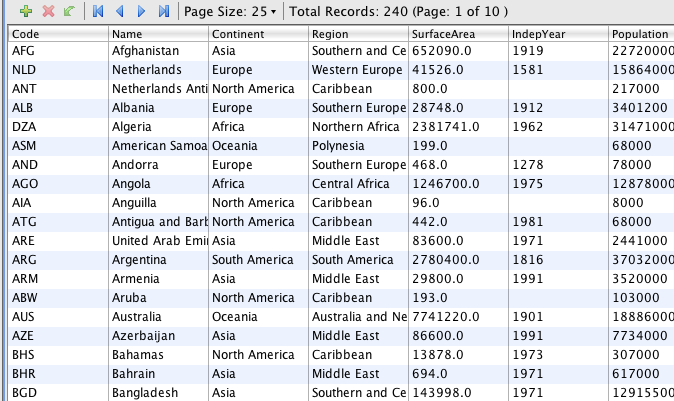 Page Size: 25 Total Records: 240 (Page: 1 of 10 )
Code Name Continent Region SurfaceArea IndepYear Population
AFG Afghanistan Asia Southern and Ce 652090.0 1919 22720000
NLD Netherlands Europe Western Europe 41526.0 1581 15864000
ANT Netherlands Anti North America Caribbean 800.0 217000
ALB Albania Europe Southern Europe 28748.0 1912 3401200
DZA Algeria Africa Northern Africa 2381741.0 1962 31471000
ASM American Samoa Oceania Polynesia 199.0 68000
AND Andorra Europe Southern Europe 468.0 1278 78000
AGO Angola Africa Central Africa 1246700.0 1975 12878000
AIA Anguilla North America Caribbean 96.0 8000
ATG Antigua and Barb North America Caribbean 442.0 1981 68000
ARE United Arab Emir Asia Middle East 83600.0 1971 2441000
ARG Argentina South America South America 2780400.0 1816 37032000
ARM Armenia Asia Middle East 29800.0 1991 3520000
ABW Aruba North America Caribbean 193.0 103000
AUS Australia Oceania Australia and Ne 7741220.0 1901 18886000
AZE Azerbaijan Asia Middle East 86600.0 1991 7734000
BHS Bahamas North America Caribbean 13878.0 1973 307000
BHR Bahrain Asia Middle East 694.0 1971 617000
BGD Bangladesh Asia Southern and Ce 143998.0 1971 12915500